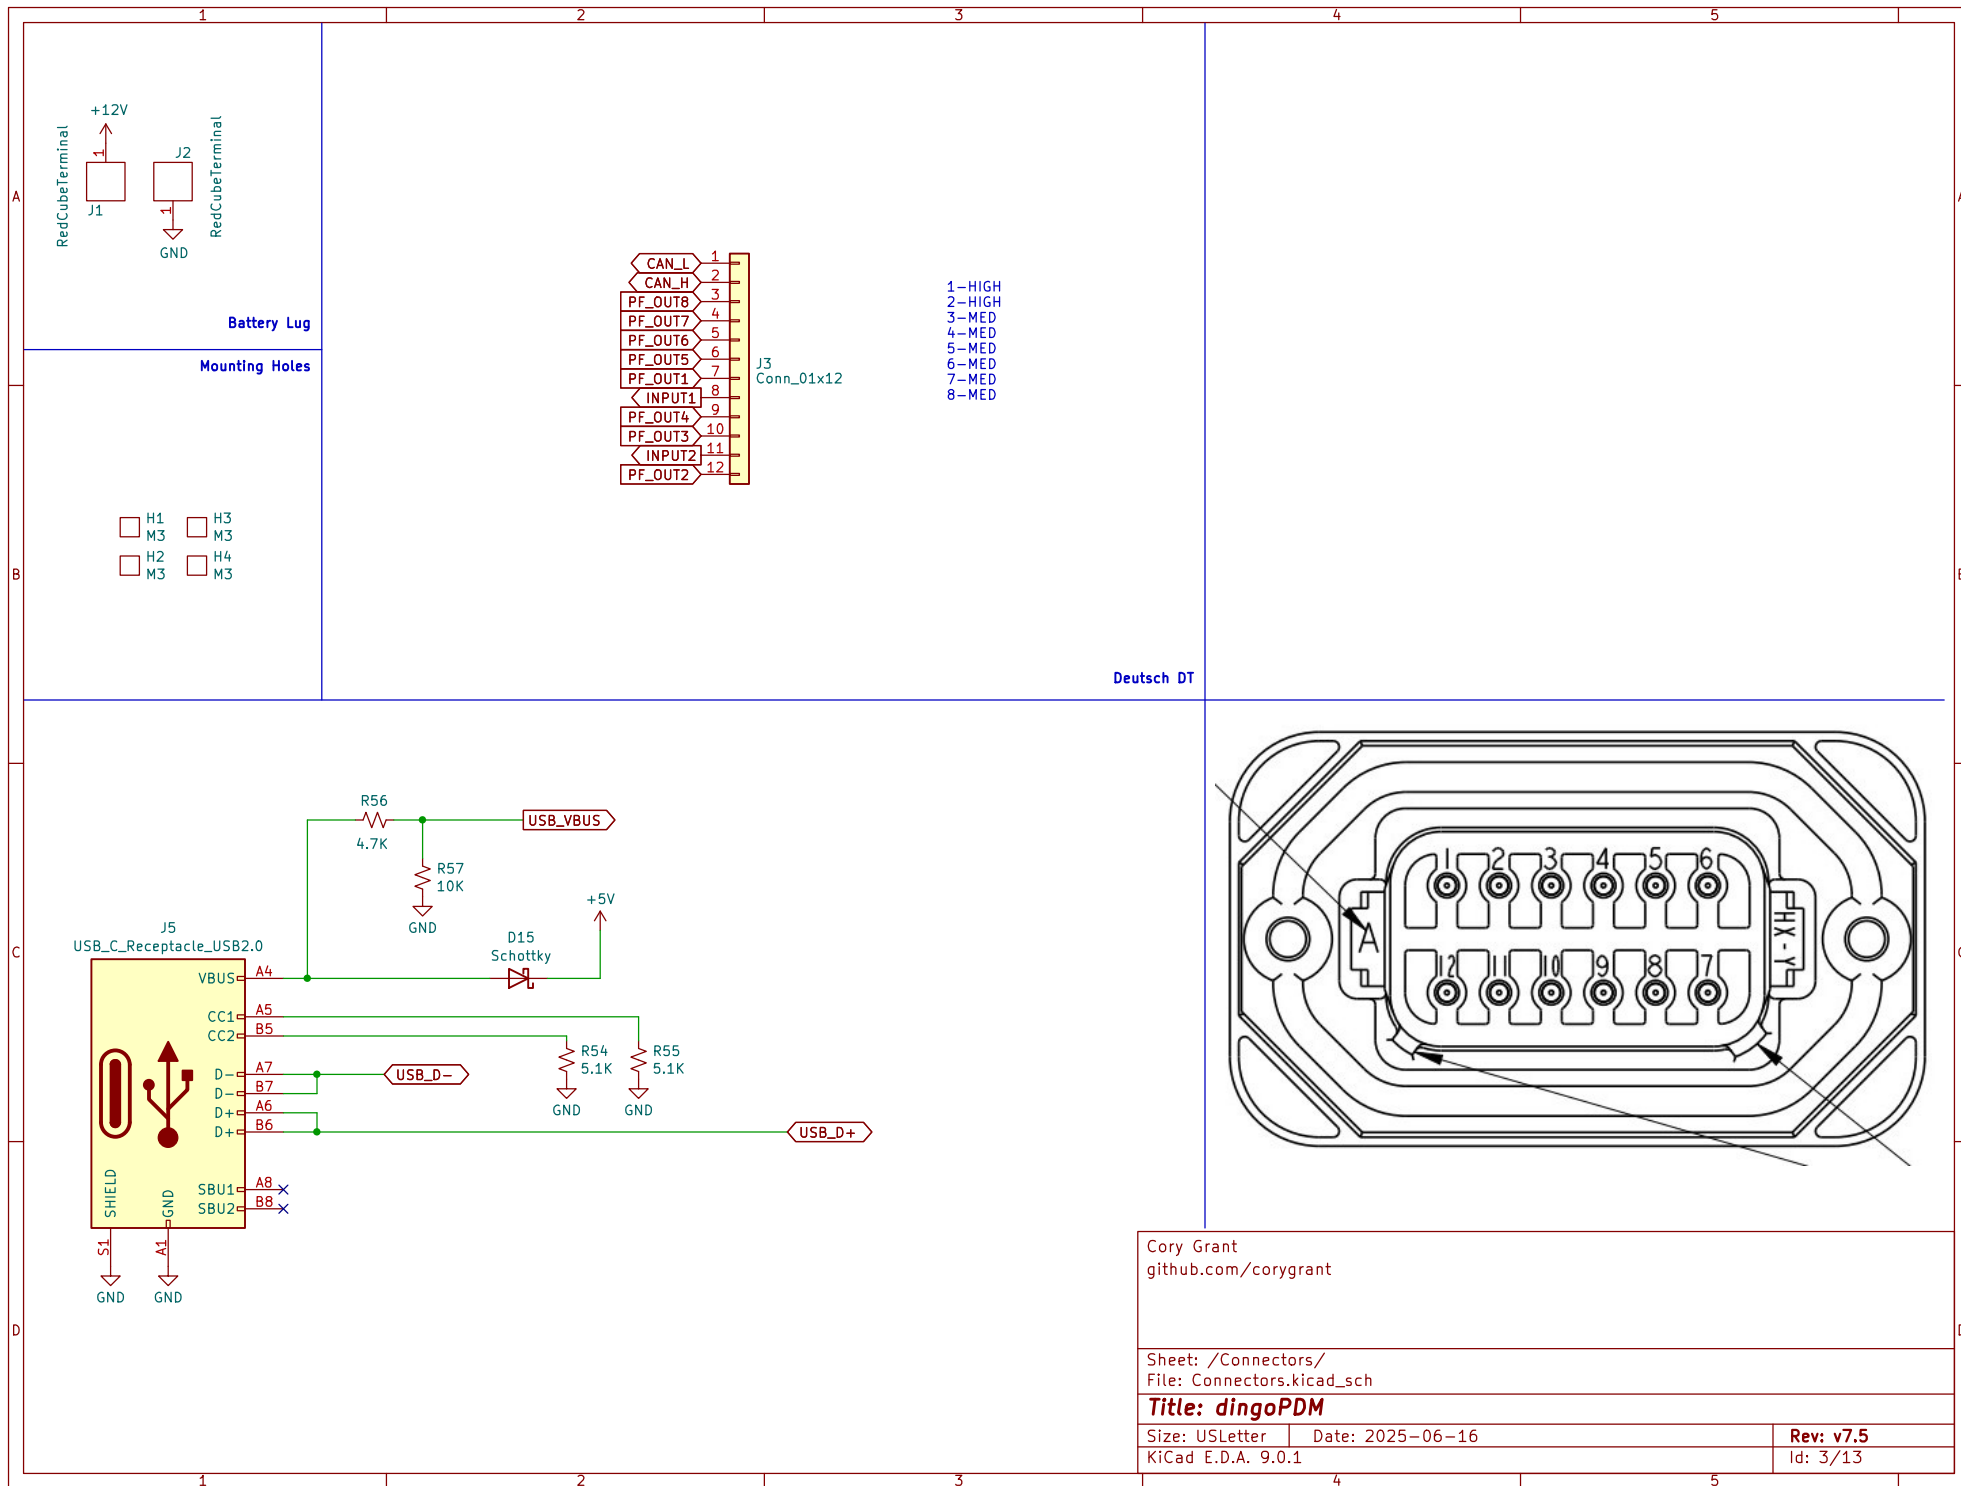 1 2 3 4 5
A
B
C
D
A
B
C
D
+12V
RedCubeTerminal
1
J1
J2
1
GND
RedCubeTerminal
Battery Lug
Mounting Holes
H1
M3
H3
M3
H2
M3
H4
M3
CAN_L 1
CAN_H 2
PF_OUT8 3
PF_OUT7 4
PF_OUT6 5
PF_OUT5 6
PF_OUT1 7
INPUT1 8
PF_OUT4 9
PF_OUT3 10
INPUT2 11
PF_OUT2 12
J3
Conn_01x12
1-HIGH
2-HIGH
3-MED
4-MED
5-MED
6-MED
7-MED
8-MED
Deutsch DT
R56
4.7K
USB_VBUS
R57
10K
GND
+5V
D15
Schottky
J5
USB_C_Receptacle_USB2.0
VBUS A4
CC1 A5
CC2 B5
D- A7
D- B7
D+ A6
D+ B6
SBU1 A8
SBU2 B8
SHIELD
GND
S1
A1
GND
GND
R54
5.1K
GND
R55
5.1K
GND
USB_D-
USB_D+
1 2 3 4 5 6
A
HX-Y
12 11 10 9 8 7
Cory Grant
github.com/corygrant
Sheet: /Connectors/
File: Connectors.kicad_sch
Title: dingoPDM
Size: USLetter
Date: 2025-06-16
Rev: v7.5
KiCad E.D.A. 9.0.1
Id: 3/13
1 2 3 4 5